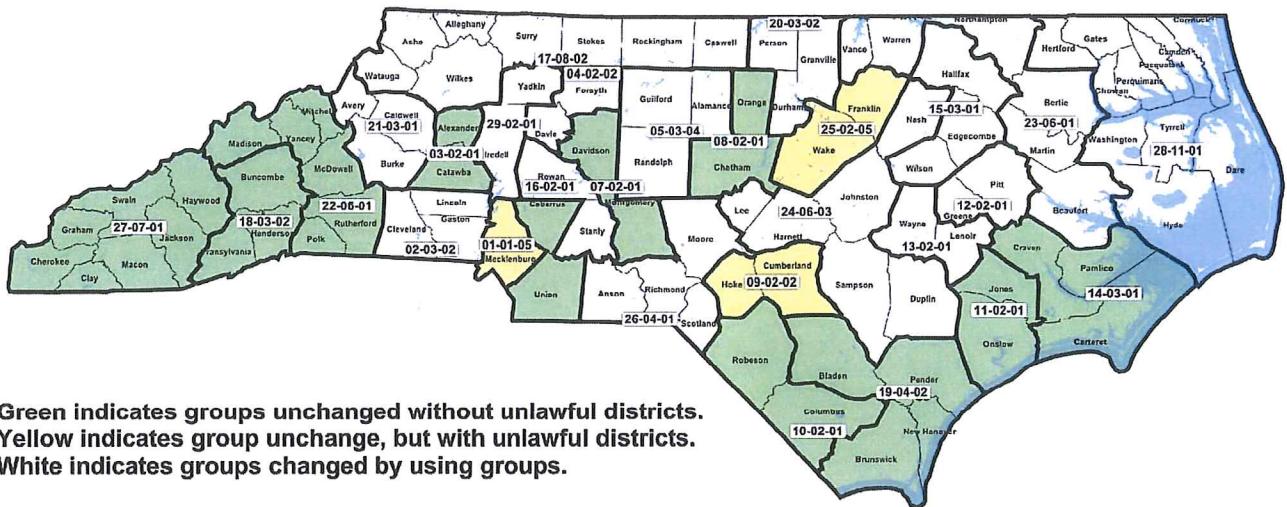 20-03-02
Northampton
Currituck
Alleghany
Ashe
Surry
Stokes
Rockingham
Caswell
Person
Vance
Warren
Hertford
Gates
Camden
Pasquotank
Perquimans
Chowan
17-08-02
Granville
Halifax
Watauga
Wilkes
Yadkin
04-02-02
Forsyth
Guilford
Alamance
Orange
Durham
Franklin
Nash
15-03-01
Bertie
23-06-01
Mitchell
Avery
Caldwell
21-03-01
Alexander
29-02-01
Davie
05-03-04
08-02-01
25-02-05
Wake
Edgecombe
Martin
Washington
Tyrrell
28-11-01
Dare
Madison
Yancey
Burke
03-02-01
Iredell
Davidson
Randolph
Chatham
Wilson
Catawba
Rowan
16-02-01
07-02-01
Buncombe
McDowell
Johnston
Pitt
12-02-01
Beaufort
Hyde
Swain
Haywood
22-06-01
Lincoln
Cabarrus
Montgomery
Lee
24-06-03
Harnett
Wayne
Greene
Graham
27-07-01
Jackson
18-03-02
Henderson
Rutherford
Gaston
Cleveland
01-01-05
Stanly
Moore
Lenoir
Craven
Transylvania
Polk
02-03-02
Mecklenburg
13-02-01
Pamlico
Cherokee
Clay
Macon
Union
Anson
Richmond
Hoke
Cumberland
09-02-02
Sampson
Duplin
Jones
11-02-01
14-03-01
26-04-01
Scotland
Onslow
Carteret
Robeson
Bladen
Pender
19-04-02
Columbus
10-02-01
New Hanover
Brunswick
Green indicates groups unchanged without unlawful districts.
Yellow indicates group unchange, but with unlawful districts.
White indicates groups changed by using groups.